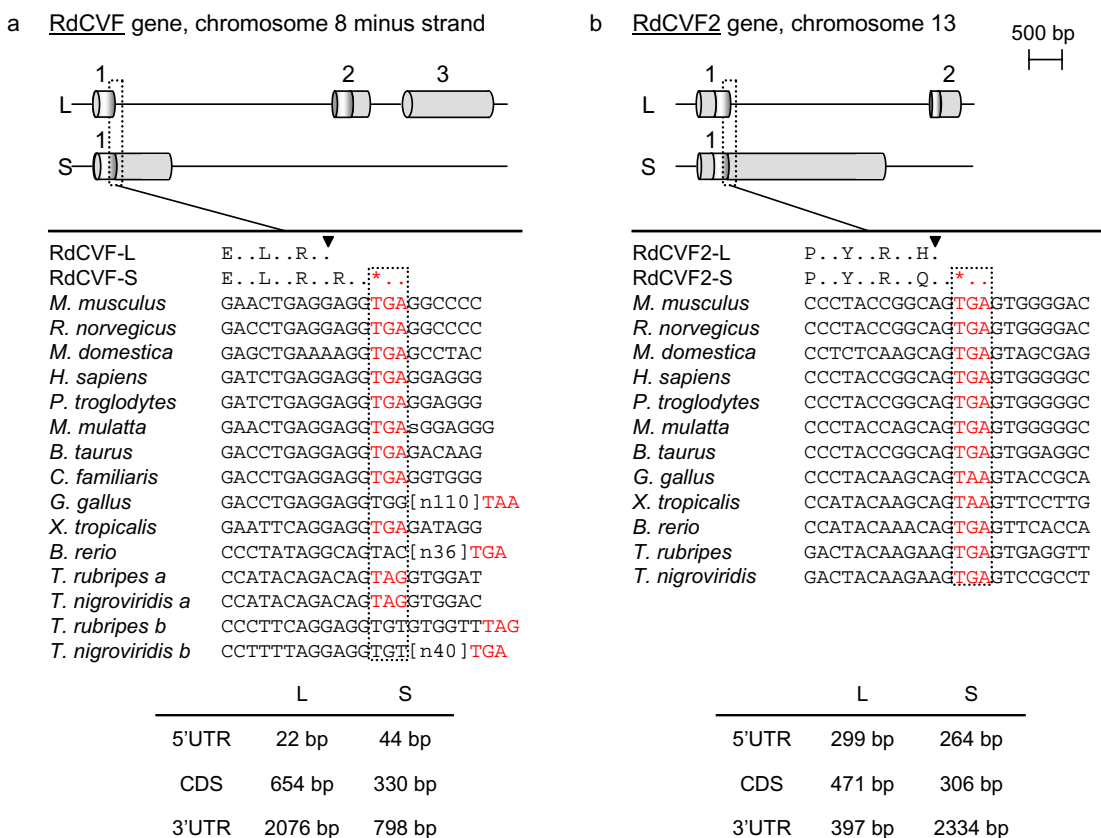 a RdCVF gene, chromosome 8 minus strand
1 2 3
L
1
S
RdCVF-L E..L..R..
RdCVF-S E..L..R..R..*..
M. musculus GAACTGAGGAGGTGAGGCCCC
R. norvegicus GACCTGAGGAGGTGAGGCCCC
M. domestica GAGCTGAAAAGGTGAGCCTAC
H. sapiens GATCTGAGGAGGTGAGGAGGG
P. troglodytes GATCTGAGGAGGTGAGGAGGG
M. mulatta GAACTGAGGAGGTGAsGGAGGG
B. taurus GACCTGAGGAGGTGAGACAAG
C. familiaris GACCTGAGGAGGTGAGGTGGG
G. gallus GACCTGAGGAGGTGG[n110]TAA
X. tropicalis GAATTCAGGAGGTGAGATAGG
B. rerio CCCTATAGGCAGTAC[n36]TGA
T. rubripes a CCATACAGACAGTAGGTGGAT
T. nigroviridis a CCATACAGACAGTAGGTGGAC
T. rubripes b CCCTTCAGGAGGTGTGTGGTTTAG
T. nigroviridis b CCTTTTAGGAGGTGT[n40]TGA
L S
5'UTR 22 bp 44 bp
CDS 654 bp 330 bp
3'UTR 2076 bp 798 bp
b RdCVF2 gene, chromosome 13
500 bp
1 2
L
1
S
RdCVF2-L P..Y..R..H.
RdCVF2-S P..Y..R..Q..*..
M. musculus CCCTACCGGCAGTGAGTGGGGAC
R. norvegicus CCCTACCGGCAGTGAGTGGGGAC
M. domestica CCTCTCAAGCAGTGAGTAGCGAG
H. sapiens CCCTACCGGCAGTGAGTGGGGGC
P. troglodytes CCCTACCGGCAGTGAGTGGGGGC
M. mulatta CCCTACCAGCAGTGAGTGGGGGC
B. taurus CCCTACCGGCAGTGAGTGGAGGC
G. gallus CCCTACAAGCAGTAAGTACCGCA
X. tropicalis CCATACAAGCAGTAAGTTCCTTG
B. rerio CCATACAAACAGTGAGTTCACCA
T. rubripes GACTACAAGAAGTGAGTGAGGTT
T. nigroviridis GACTACAAGAAGTGAGTCCGCCT
L S
5'UTR 299 bp 264 bp
CDS 471 bp 306 bp
3'UTR 397 bp 2334 bp